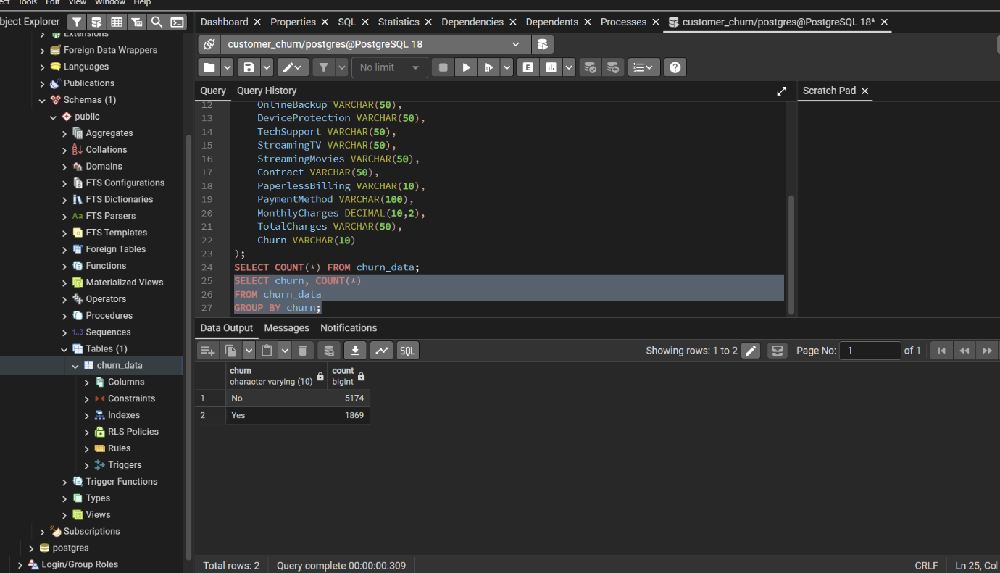 ect Tools Edit View Window Help
bject Explorer
Dashboard Properties SQL Statistics Dependencies Dependents Processes customer_churn/postgres@PostgreSQL 18*
Extensions
Foreign Data Wrappers
Languages
Publications
Schemas (1)
public
Aggregates
Collations
Domains
FTS Configurations
FTS Dictionaries
Aa FTS Parsers
FTS Templates
Foreign Tables
Functions
Materialized Views
Operators
Procedures
1..3 Sequences
Tables (1)
churn_data
Columns
Constraints
Indexes
RLS Policies
Rules
Triggers
Trigger Functions
Types
Views
Subscriptions
postgres
Login/Group Roles
customer_churn/postgres@PostgreSQL 18
No limit
E
Query Query History
Scratch Pad
12 OnlineBackup VARCHAR(50),
13 DeviceProtection VARCHAR(50),
14 TechSupport VARCHAR(50),
15 StreamingTV VARCHAR(50),
16 StreamingMovies VARCHAR(50),
17 Contract VARCHAR(50),
18 PaperlessBilling VARCHAR(10),
19 PaymentMethod VARCHAR(100),
20 MonthlyCharges DECIMAL(10,2),
21 TotalCharges VARCHAR(50),
22 Churn VARCHAR(10)
23 );
24 SELECT COUNT(*) FROM churn_data;
25 SELECT churn, COUNT(*)
26 FROM churn_data
27 GROUP BY churn;
Data Output Messages Notifications
SQL
Showing rows: 1 to 2 Page No: 1 of 1
churn count
character varying (10) bigint
1 No 5174
2 Yes 1869
Total rows: 2 Query complete 00:00:00.309 CRLF Ln 25, Col